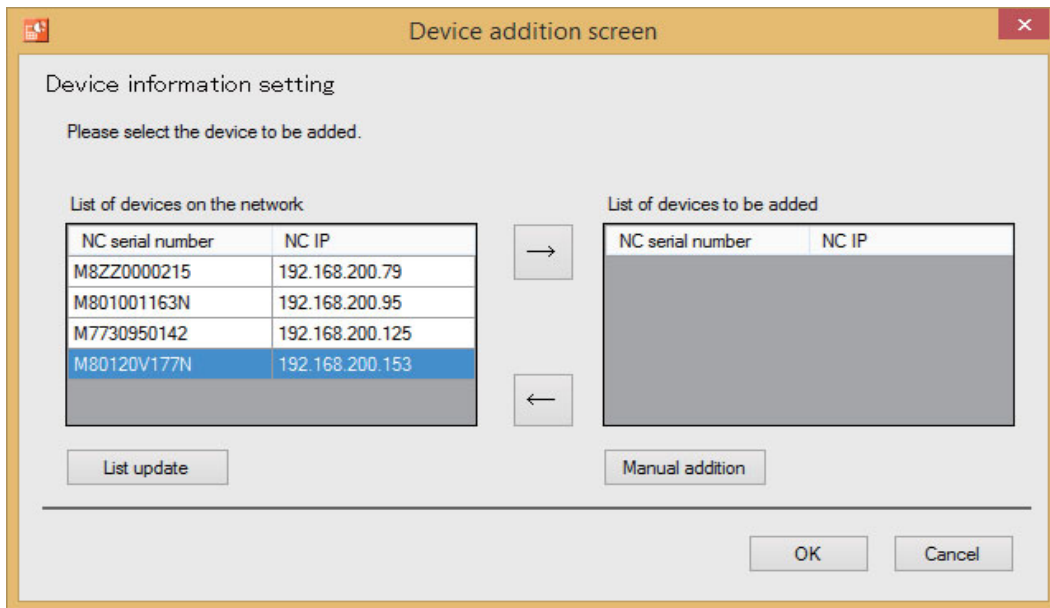 Device addition screen
Device information setting
Please select the device to be added.
List of devices on the network
NC serial number NC IP
M8ZZ0000215 192.168.200.79
M801001163N 192.168.200.95
M7730950142 192.168.200.125
M80120V177N 192.168.200.153
List update
→
←
List of devices to be added
NC serial number NC IP
Manual addition
OK Cancel